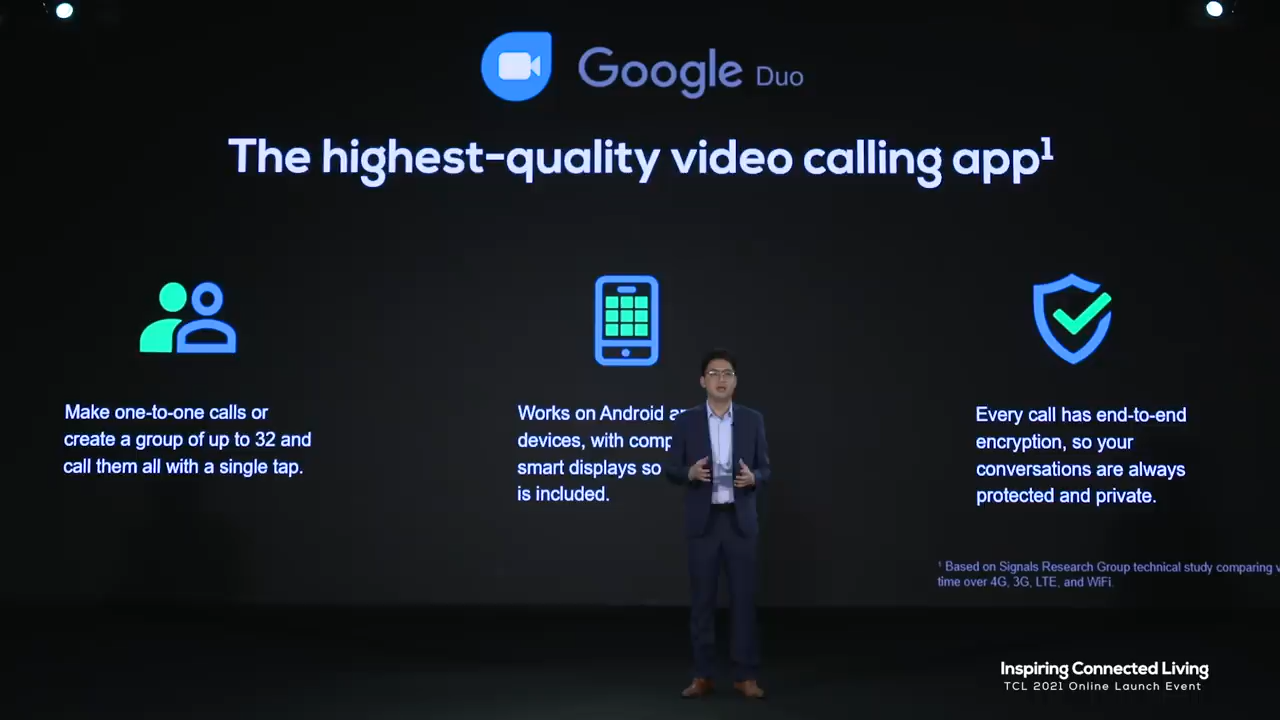 Google Duo
The highest-quality video calling app¹
Make one-to-one calls or
create a group of up to 32 and
call them all with a single tap.
Works on Android
devices, with
smart displays so
is included.
Every call has end-to-end
encryption, so your
conversations are always
protected and private.
¹ Based on Signals Research Group technical study comparing
time over 4G, 3G, LTE, and WiFi.
Inspiring Connected Living
TCL 2021 Online Launch Event